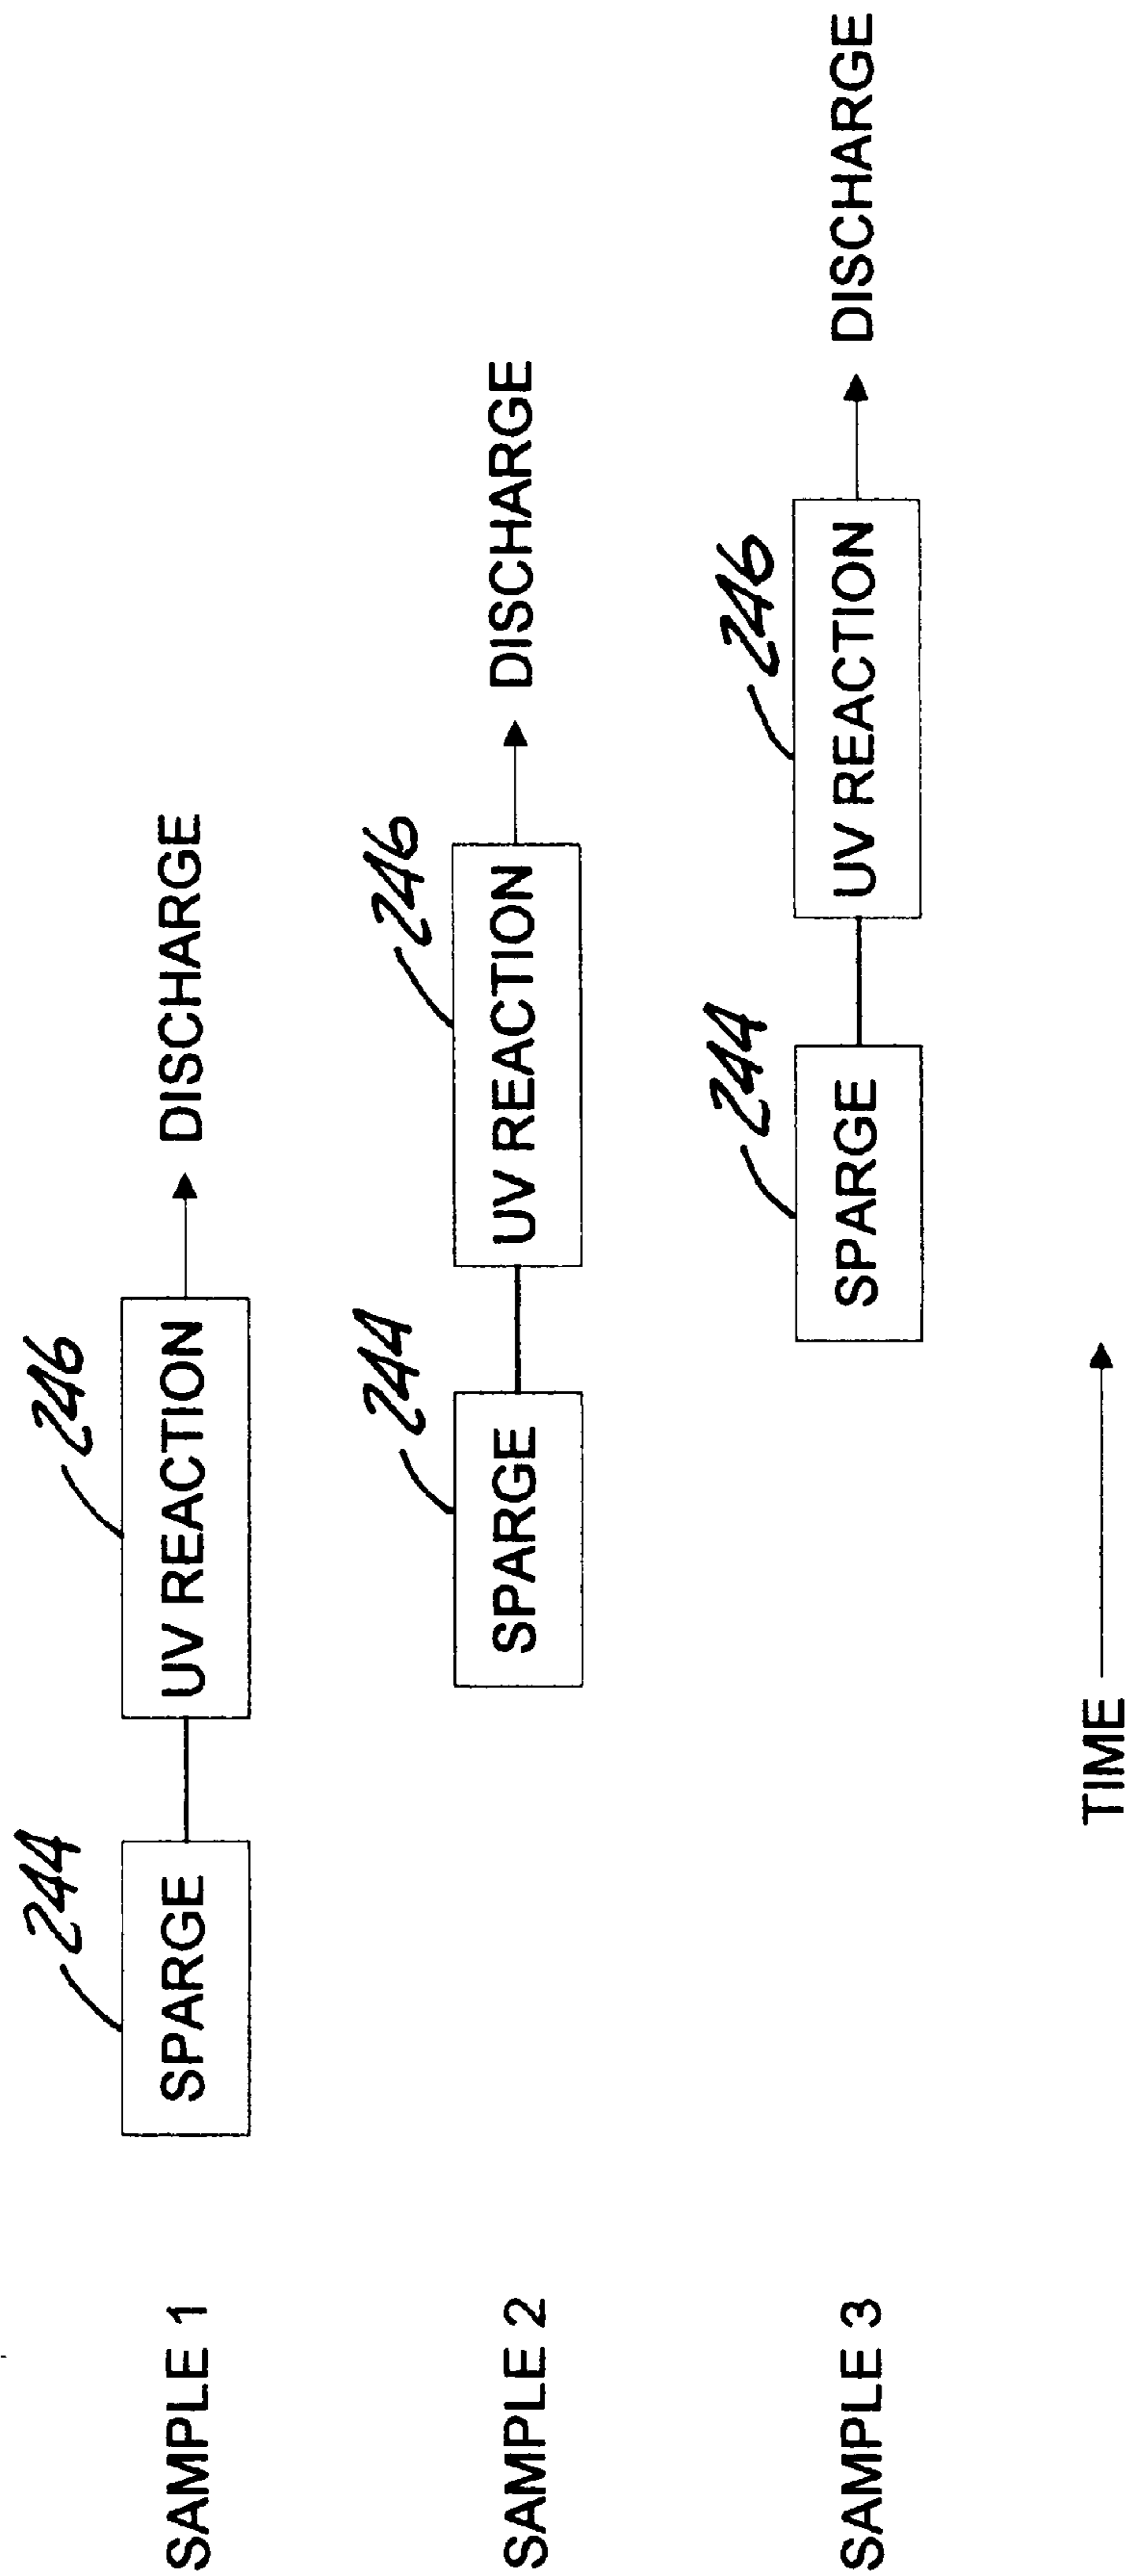 244
246
SAMPLE 1
SPARGE
UV REACTION
DISCHARGE
244
246
SAMPLE 2
SPARGE
UV REACTION
DISCHARGE
244
246
SAMPLE 3
SPARGE
UV REACTION
DISCHARGE
TIME